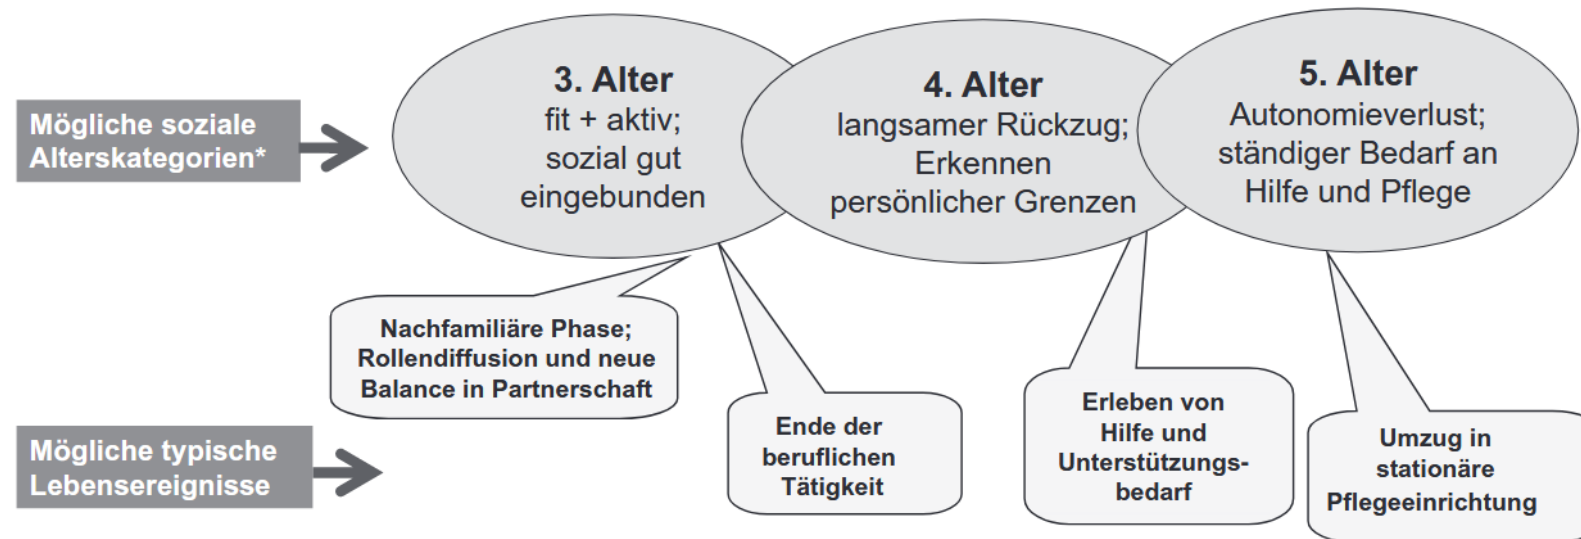 Mögliche soziale
Alterskategorien*
3. Alter
fit + aktiv;
sozial gut
eingebunden
4. Alter
langsamer Rückzug;
Erkennen
persönlicher Grenzen
5. Alter
Autonomieverlust;
ständiger Bedarf an
Hilfe und Pflege
Mögliche typische
Lebensereignisse
Nachfamiliäre Phase;
Rollendiffusion und neue
Balance in Partnerschaft
Ende der
beruflichen
Tätigkeit
Erleben von
Hilfe und
Unterstützungs-
bedarf
Umzug in
stationäre
Pflegeeinrichtung